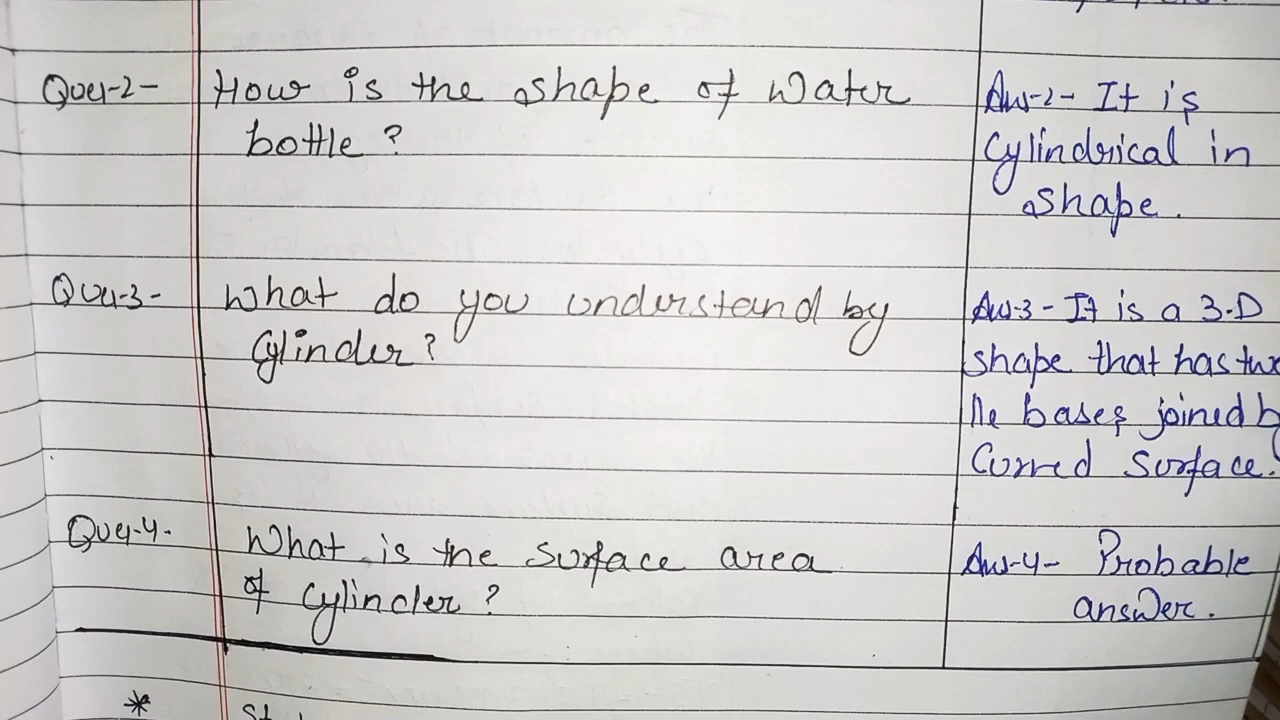 Que-2-
How is the shape of water
bottle?
Ans-2- It is
cylindrical in
shape.
Que-3-
What do you understand by
Cylinder?
Ans-3- It is a 3-D
shape that has two
lle bases joined b
Curved Surface.
Que-4-
What is the surface area
of cylinder?
Ans-4- Probable
answer.
*